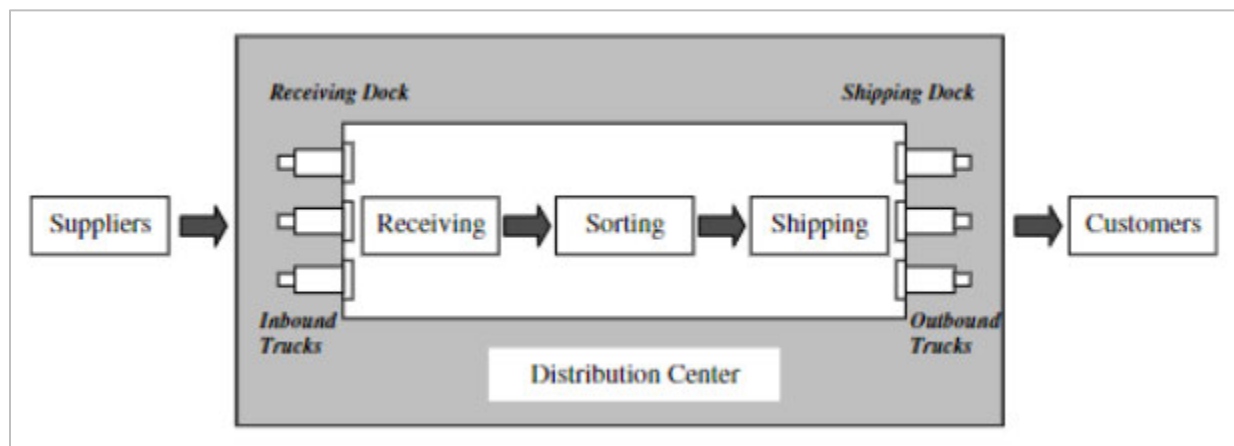 Receiving Dock
Shipping Dock
Suppliers
Receiving
Sorting
Shipping
Customers
Inbound
Trucks
Outbound
Trucks
Distribution Center